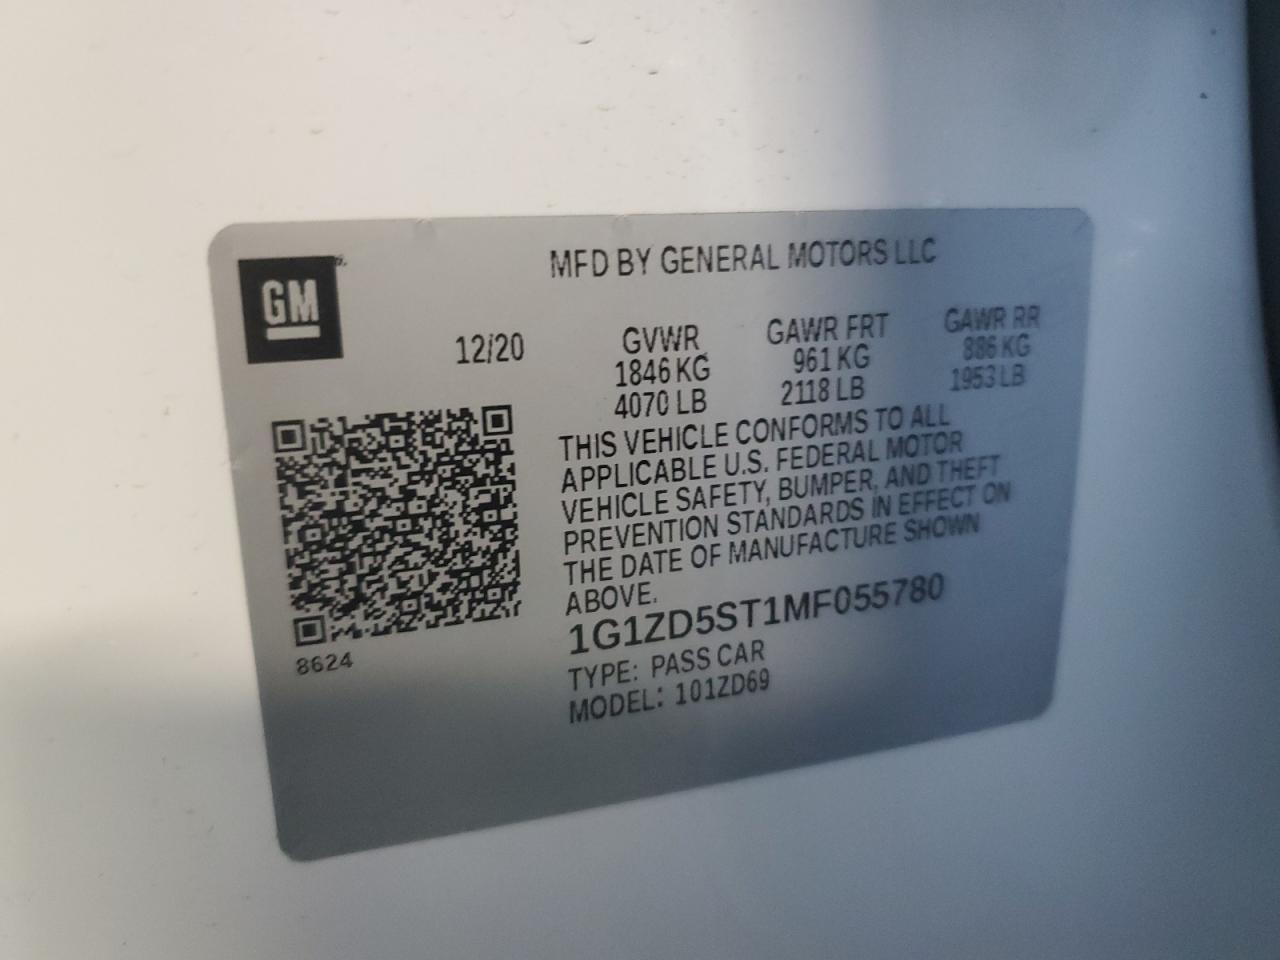 GM
MFD BY GENERAL MOTORS LLC
12/20
GVWR GAWR FRT GAWR RR
1846 KG 961 KG 886 KG
4070 LB 2118 LB 1953 LB
THIS VEHICLE CONFORMS TO ALL
APPLICABLE U.S. FEDERAL MOTOR
VEHICLE SAFETY, BUMPER, AND THEFT
PREVENTION STANDARDS IN EFFECT ON
THE DATE OF MANUFACTURE SHOWN
ABOVE.
1G1ZD5ST1MF055780
8624
TYPE: PASS CAR
MODEL: 101ZD69